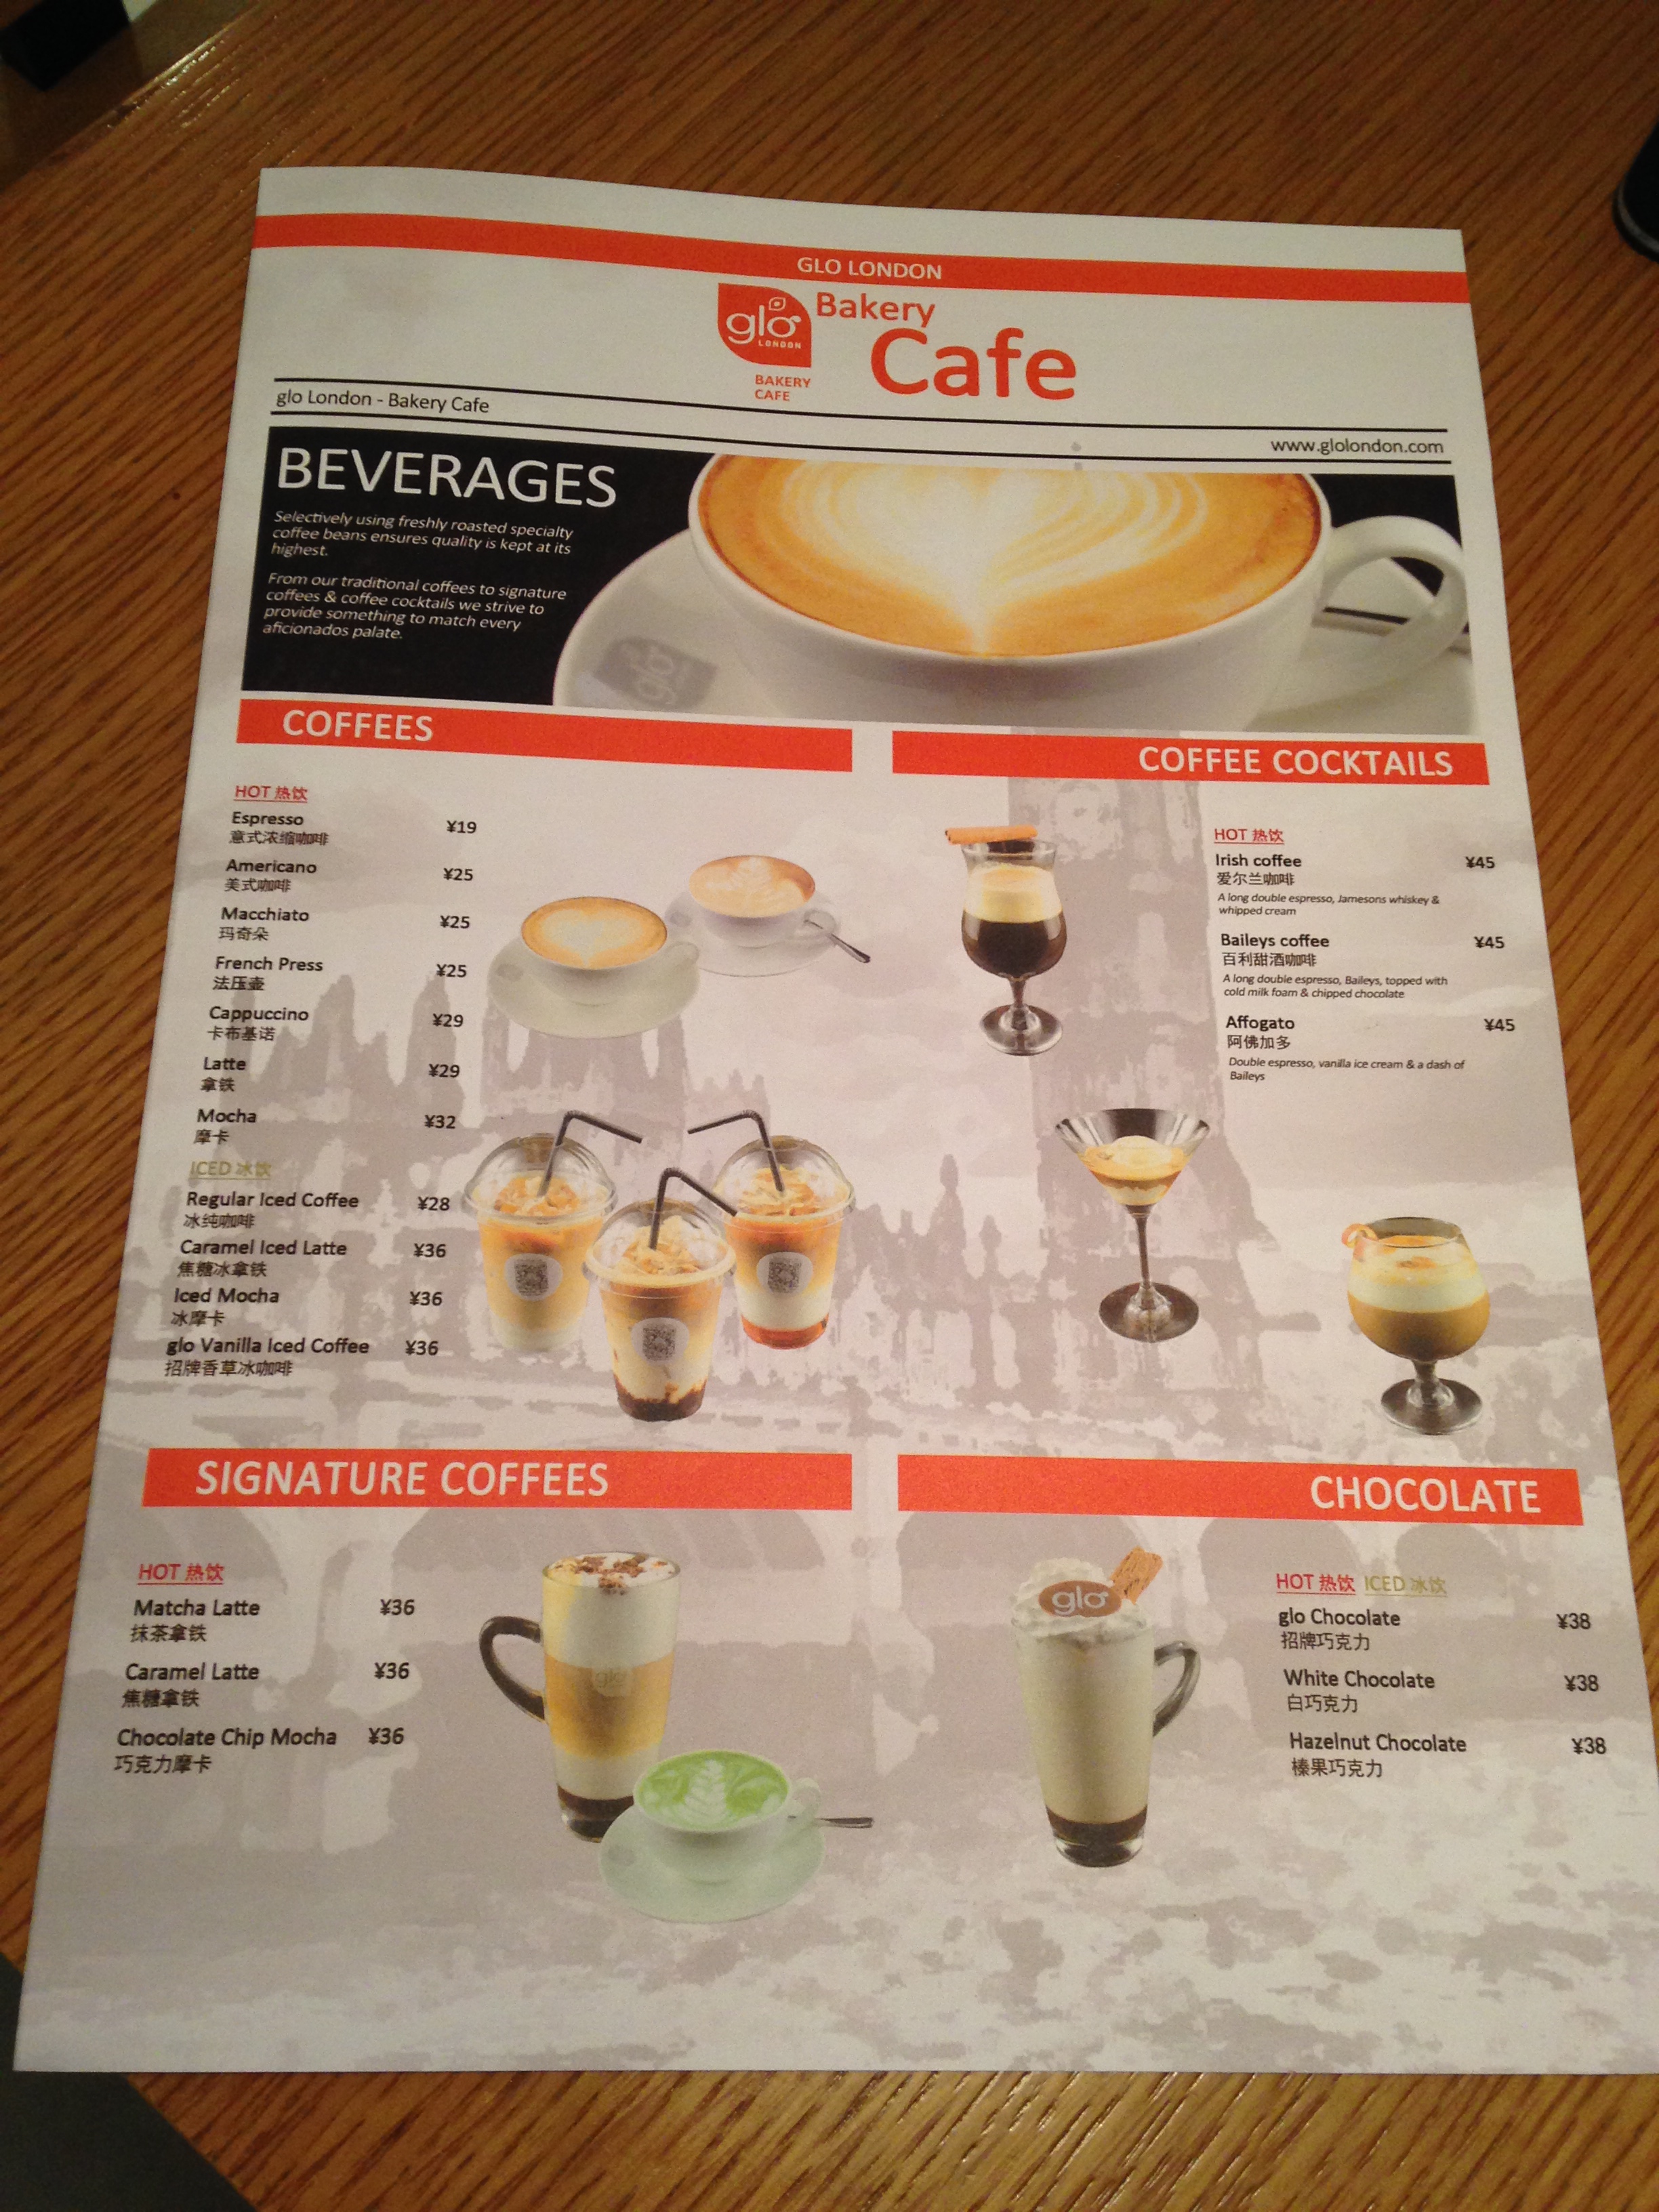 GLO LONDON
glo
LONDON
BAKERY
CAFE
Bakery
Cafe
glo London - Bakery Cafe
www.glolondon.com
BEVERAGES
Selectively using freshly roasted specialty
coffee beans ensures quality is kept at its
highest.
From our traditional coffees to signature
coffees & coffee cocktails we strive to
provide something to match every
aficionados palate.
glo
COFFEES
HOT 热饮
Espresso ¥19
意式浓缩咖啡
Americano ¥25
美式咖啡
Macchiato ¥25
玛奇朵
French Press ¥25
法压壶
Cappuccino ¥29
卡布基诺
Latte ¥29
拿铁
Mocha ¥32
摩卡
ICED 冰饮
Regular Iced Coffee ¥28
冰纯咖啡
Caramel Iced Latte ¥36
焦糖冰拿铁
Iced Mocha ¥36
冰摩卡
glo Vanilla Iced Coffee ¥36
招牌香草冰咖啡
COFFEE COCKTAILS
HOT 热饮
Irish coffee ¥45
爱尔兰咖啡
A long double espresso, Jamesons whiskey &
whipped cream
Baileys coffee ¥45
百利甜酒咖啡
A long double espresso, Baileys, topped with
cold milk foam & chipped chocolate
Affogato ¥45
阿佛加多
Double espresso, vanilla ice cream & a dash of
Baileys
SIGNATURE COFFEES
HOT 热饮
Matcha Latte ¥36
抹茶拿铁
Caramel Latte ¥36
焦糖拿铁
Chocolate Chip Mocha ¥36
巧克力摩卡
glo
CHOCOLATE
glo
HOT 热饮 ICED 冰饮
glo Chocolate ¥38
招牌巧克力
White Chocolate ¥38
白巧克力
Hazelnut Chocolate ¥38
榛果巧克力